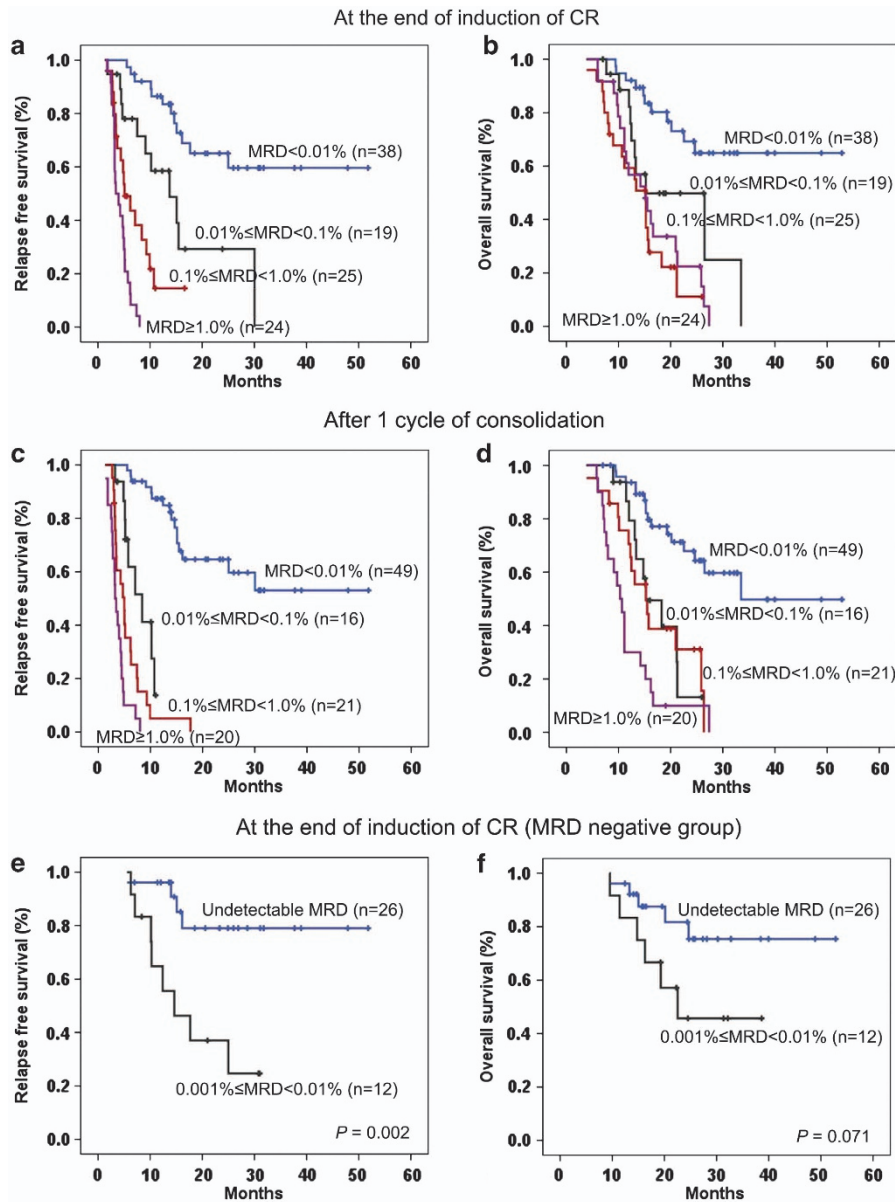 At the end of induction of CR
a
b
Relapse free survival (%)
1.0
0.8
0.6
0.4
0.2
0.0
MRD<0.01% (n=38)
0.01%≤MRD<0.1% (n=19)
0.1%≤MRD<1.0% (n=25)
MRD≥1.0% (n=24)
0 10 20 30 40 50 60
Months
Overall survival (%)
1.0
0.8
0.6
0.4
0.2
0.0
MRD<0.01% (n=38)
0.01%≤MRD<0.1% (n=19)
0.1%≤MRD<1.0% (n=25)
MRD≥1.0% (n=24)
0 10 20 30 40 50 60
Months
After 1 cycle of consolidation
c
d
Relapse free survival (%)
1.0
0.8
0.6
0.4
0.2
0.0
MRD<0.01% (n=49)
0.01%≤MRD<0.1% (n=16)
0.1%≤MRD<1.0% (n=21)
MRD≥1.0% (n=20)
0 10 20 30 40 50 60
Months
Overall survival (%)
1.0
0.8
0.6
0.4
0.2
0.0
MRD<0.01% (n=49)
0.01%≤MRD<0.1% (n=16)
0.1%≤MRD<1.0% (n=21)
MRD≥1.0% (n=20)
0 10 20 30 40 50 60
Months
At the end of induction of CR (MRD negative group)
e
f
Relapse free survival (%)
1.0
0.8
0.6
0.4
0.2
0.0
Undetectable MRD (n=26)
0.001%≤MRD<0.01% (n=12)
P = 0.002
0 10 20 30 40 50 60
Months
Overall survival (%)
1.0
0.8
0.6
0.4
0.2
0.0
Undetectable MRD (n=26)
0.001%≤MRD<0.01% (n=12)
P = 0.071
0 10 20 30 40 50 60
Months